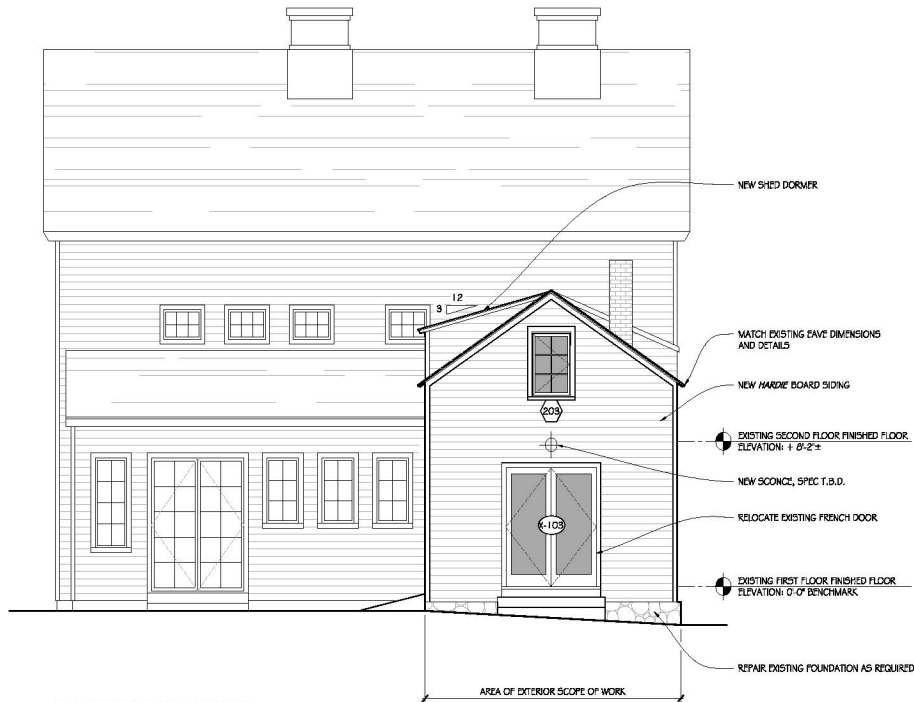 NEW SHED DORMER
12
3
MATCH EXISTING EAVE DIMENSIONS
AND DETAILS
NEW HARDIE BOARD SIDING
203
EXISTING SECOND FLOOR FINISHED FLOOR
ELEVATION: + 8'-2"±
NEW SCONCE, SPEC T.B.D.
RELOCATE EXISTING FRENCH DOOR
X-103
EXISTING FIRST FLOOR FINISHED FLOOR
ELEVATION: 0'-0" BENCHMARK
REPAIR EXISTING FOUNDATION AS REQUIRED
AREA OF EXTERIOR SCOPE OF WORK